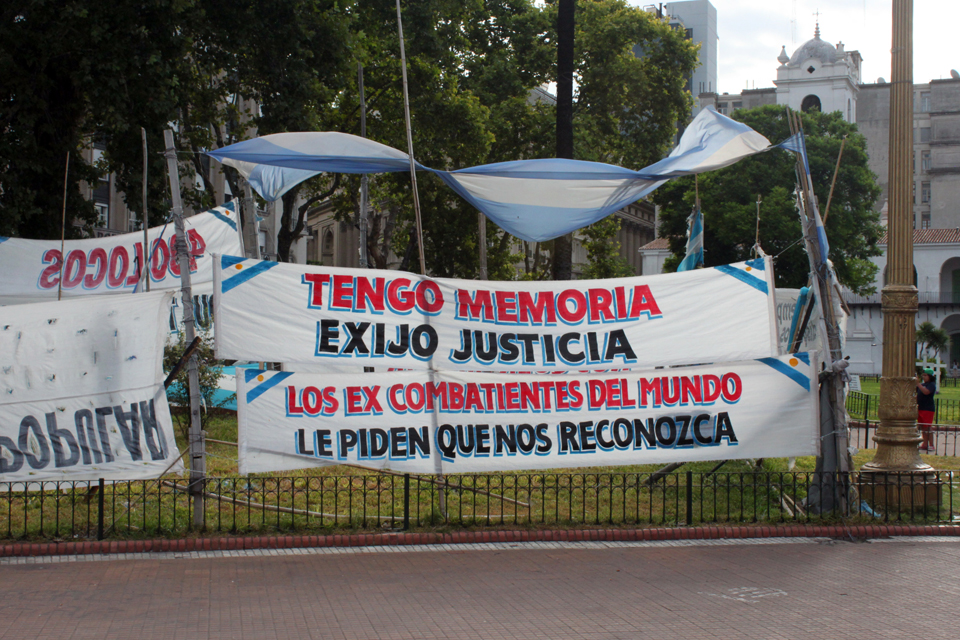 TENGO MEMORIA
EXIJO JUSTICIA
LOS EX COMBATIENTES DEL MUNDO
LE PIDEN QUE NOS RECONOZCA